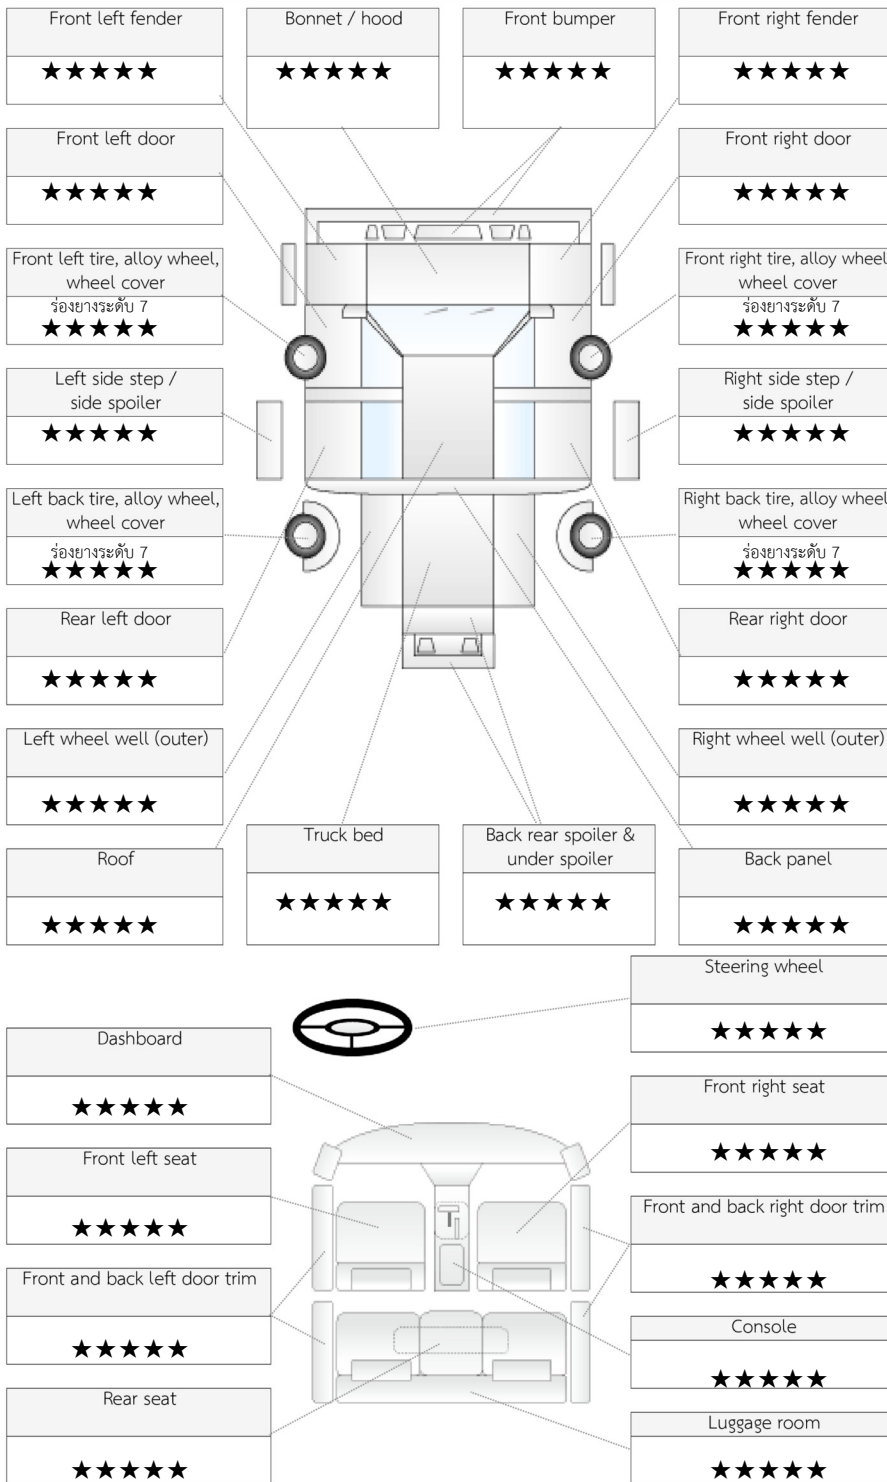 Front left fender
★★★★★
Bonnet / hood
★★★★★
Front bumper
★★★★★
Front right fender
★★★★★
Front left door
★★★★★
Front right door
★★★★★
Front left tire, alloy wheel,
wheel cover
ร่องยางระดับ 7
★★★★★
Front right tire, alloy wheel
wheel cover
ร่องยางระดับ 7
★★★★★
Left side step /
side spoiler
★★★★★
Right side step /
side spoiler
★★★★★
Left back tire, alloy wheel,
wheel cover
ร่องยางระดับ 7
★★★★★
Right back tire, alloy wheel
wheel cover
ร่องยางระดับ 7
★★★★★
Rear left door
★★★★★
Rear right door
★★★★★
Left wheel well (outer)
★★★★★
Right wheel well (outer)
★★★★★
Roof
★★★★★
Truck bed
★★★★★
Back rear spoiler &
under spoiler
★★★★★
Back panel
★★★★★
Steering wheel
★★★★★
Dashboard
★★★★★
Front right seat
★★★★★
Front left seat
★★★★★
Front and back right door trim
★★★★★
Front and back left door trim
★★★★★
Console
★★★★★
Rear seat
★★★★★
Luggage room
★★★★★